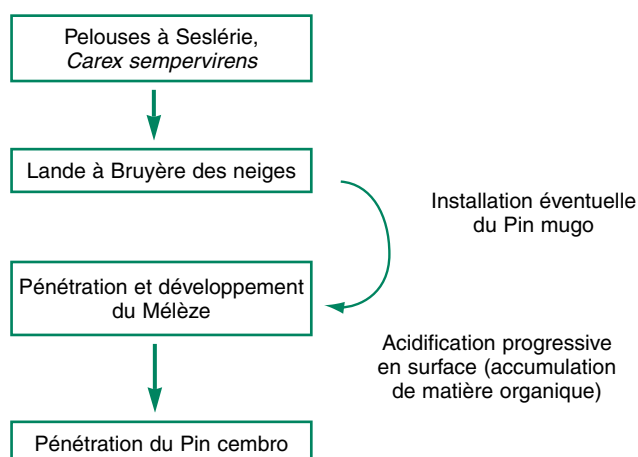 Pelouses à Seslérie,
Carex sempervirens
Lande à Bruyère des neiges
Installation éventuelle
du Pin mugo
Pénétration et développement
du Mélèze
Acidification progressive
en surface (accumulation
de matière organique)
Pénétration du Pin cembro